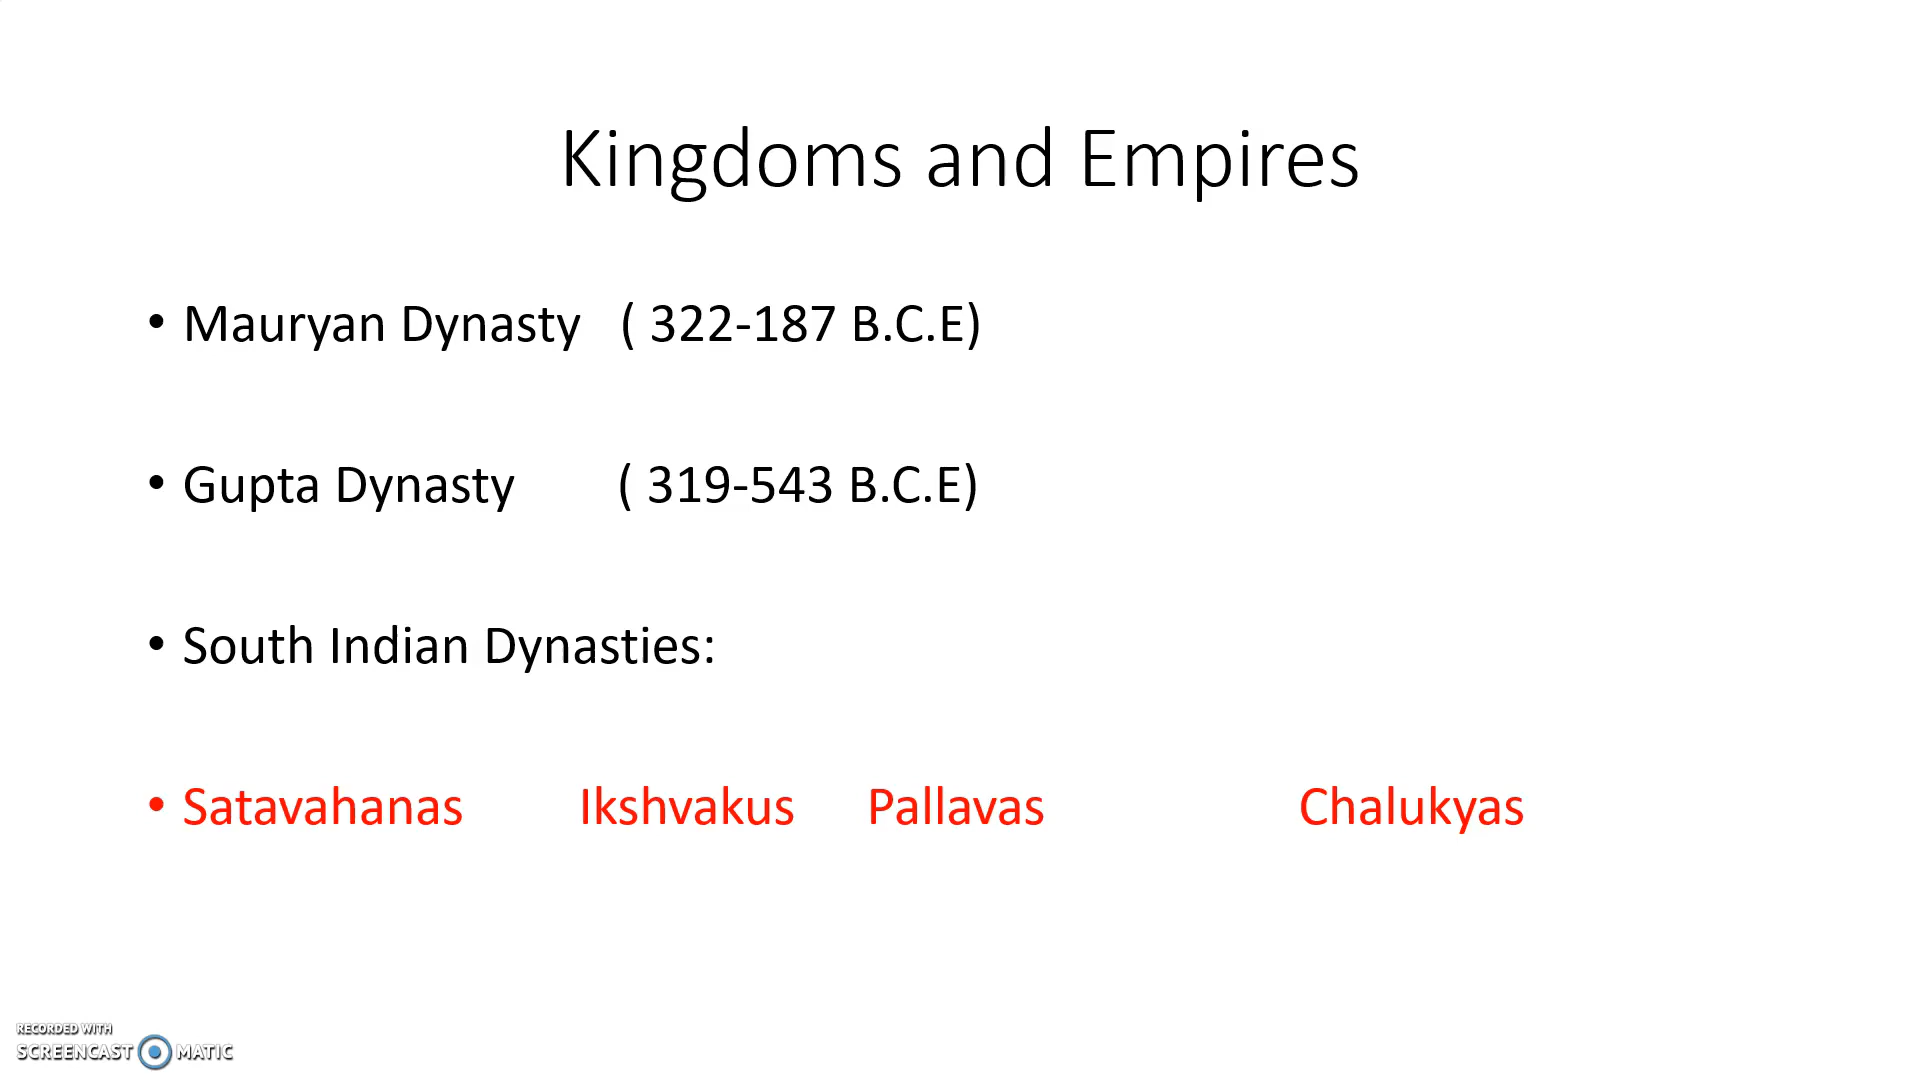 Kingdoms and Empires
• Mauryan Dynasty ( 322-187 B.C.E)
• Gupta Dynasty ( 319-543 B.C.E)
• South Indian Dynasties:
• Satavahanas Ikshvakus Pallavas Chalukyas
RECORDED WITH
SCREENCAST MATIC